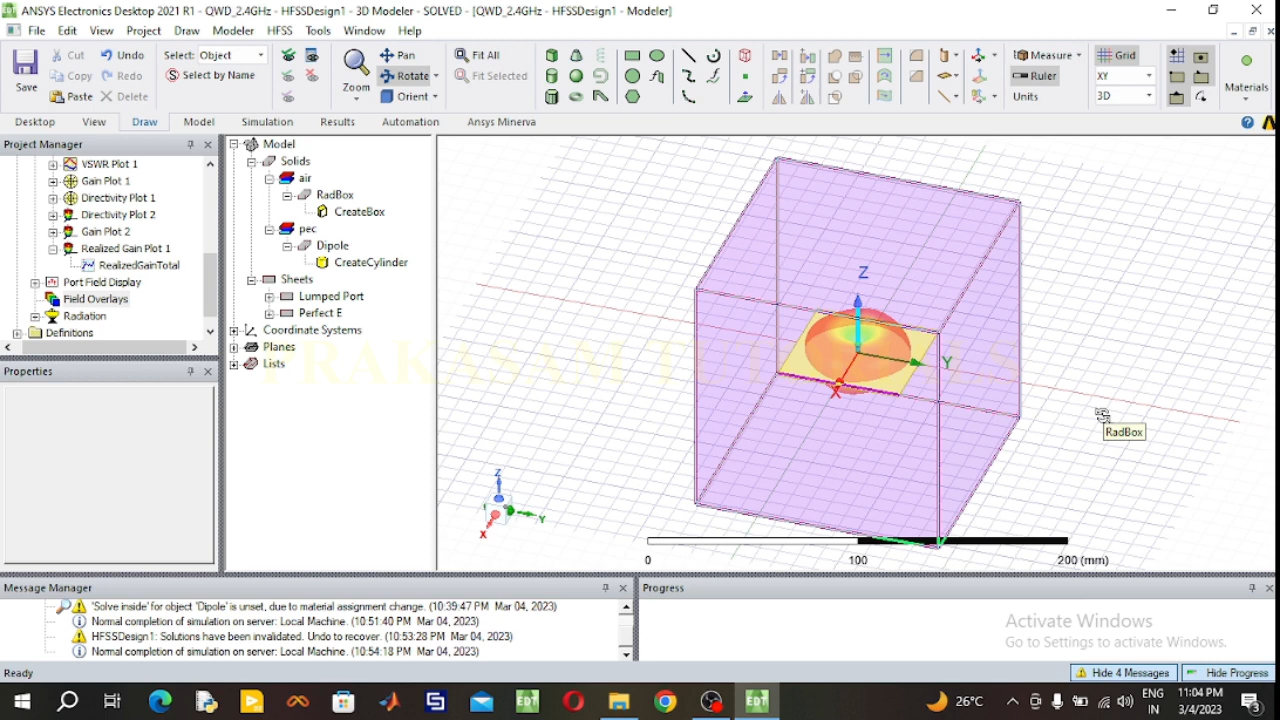 ANSYS Electronics Desktop 2021 R1 - QWD_2.4GHz - HFSSDesign1 - 3D Modeler - SOLVED - [QWD_2.4GHz - HFSSDesign1 - Modeler]
File Edit View Project Draw Modeler HFSS Tools Window Help
Save
Cut
Copy
Paste
Undo
Redo
Delete
Select: Object
Select by Name
Zoom
Pan
Rotate
Orient
Fit All
Fit Selected
Measure
Ruler
Units
Grid
XY
3D
Materials
Desktop View Draw Model Simulation Results Automation Ansys Minerva
Project Manager
VSWR Plot 1
Gain Plot 1
Directivity Plot 1
Directivity Plot 2
Gain Plot 2
Realized Gain Plot 1
RealizedGainTotal
Port Field Display
Field Overlays
Radiation
Definitions
Properties
Model
Solids
air
RadBox
CreateBox
pec
Dipole
CreateCylinder
Sheets
Lumped Port
Perfect E
Coordinate Systems
Planes
Lists
PRAKASAM TUTORIALS
Z
Y
X
RadBox
Z
Y
X
0 100 200 (mm)
Message Manager
'Solve inside' for object 'Dipole' is unset, due to material assignment change. (10:39:47 PM Mar 04, 2023)
Normal completion of simulation on server: Local Machine. (10:51:40 PM Mar 04, 2023)
HFSSDesign1: Solutions have been invalidated. Undo to recover. (10:53:28 PM Mar 04, 2023)
Normal completion of simulation on server: Local Machine. (10:54:18 PM Mar 04, 2023)
Progress
Activate Windows
Go to Settings to activate Windows.
Ready
Hide 4 Messages
Hide Progress
EDT
EDT
26°C
ENG
IN
11:04 PM
3/4/2023
3